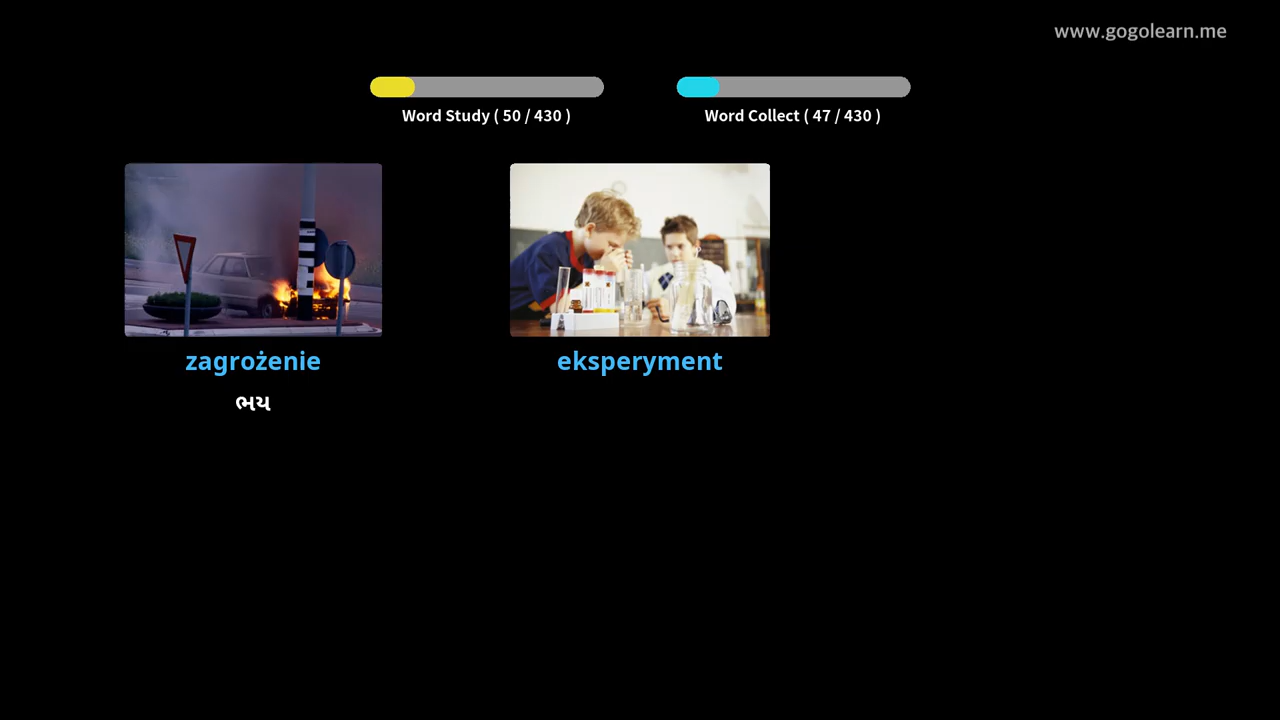 www.gogolearn.me
Word Study ( 50 / 430 )
Word Collect ( 47 / 430 )
zagrożenie
eksperyment
ભય